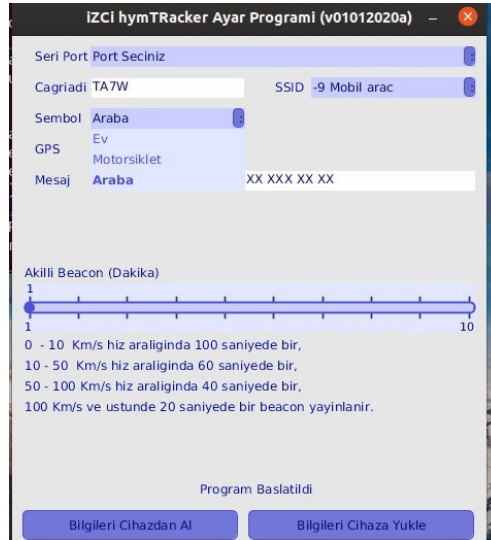 iZCi hymTRacker Ayar Programi (v01012020a)
Seri Port Port Seciniz
Cagriadi TA7W SSID -9 Mobil arac
Sembol Araba
Ev
GPS
Motorsiklet
Mesaj Araba XX XXX XX XX
Akilli Beacon (Dakika)
1
1 10
0 - 10 Km/s hiz araliginda 100 saniyede bir,
10 - 50 Km/s hiz araliginda 60 saniyede bir,
50 - 100 Km/s hiz araliginda 40 saniyede bir,
100 Km/s ve ustunde 20 saniyede bir beacon yayinlanir.
Program Baslatildi
Bilgileri Cihazdan Al Bilgileri Cihaza Yukle